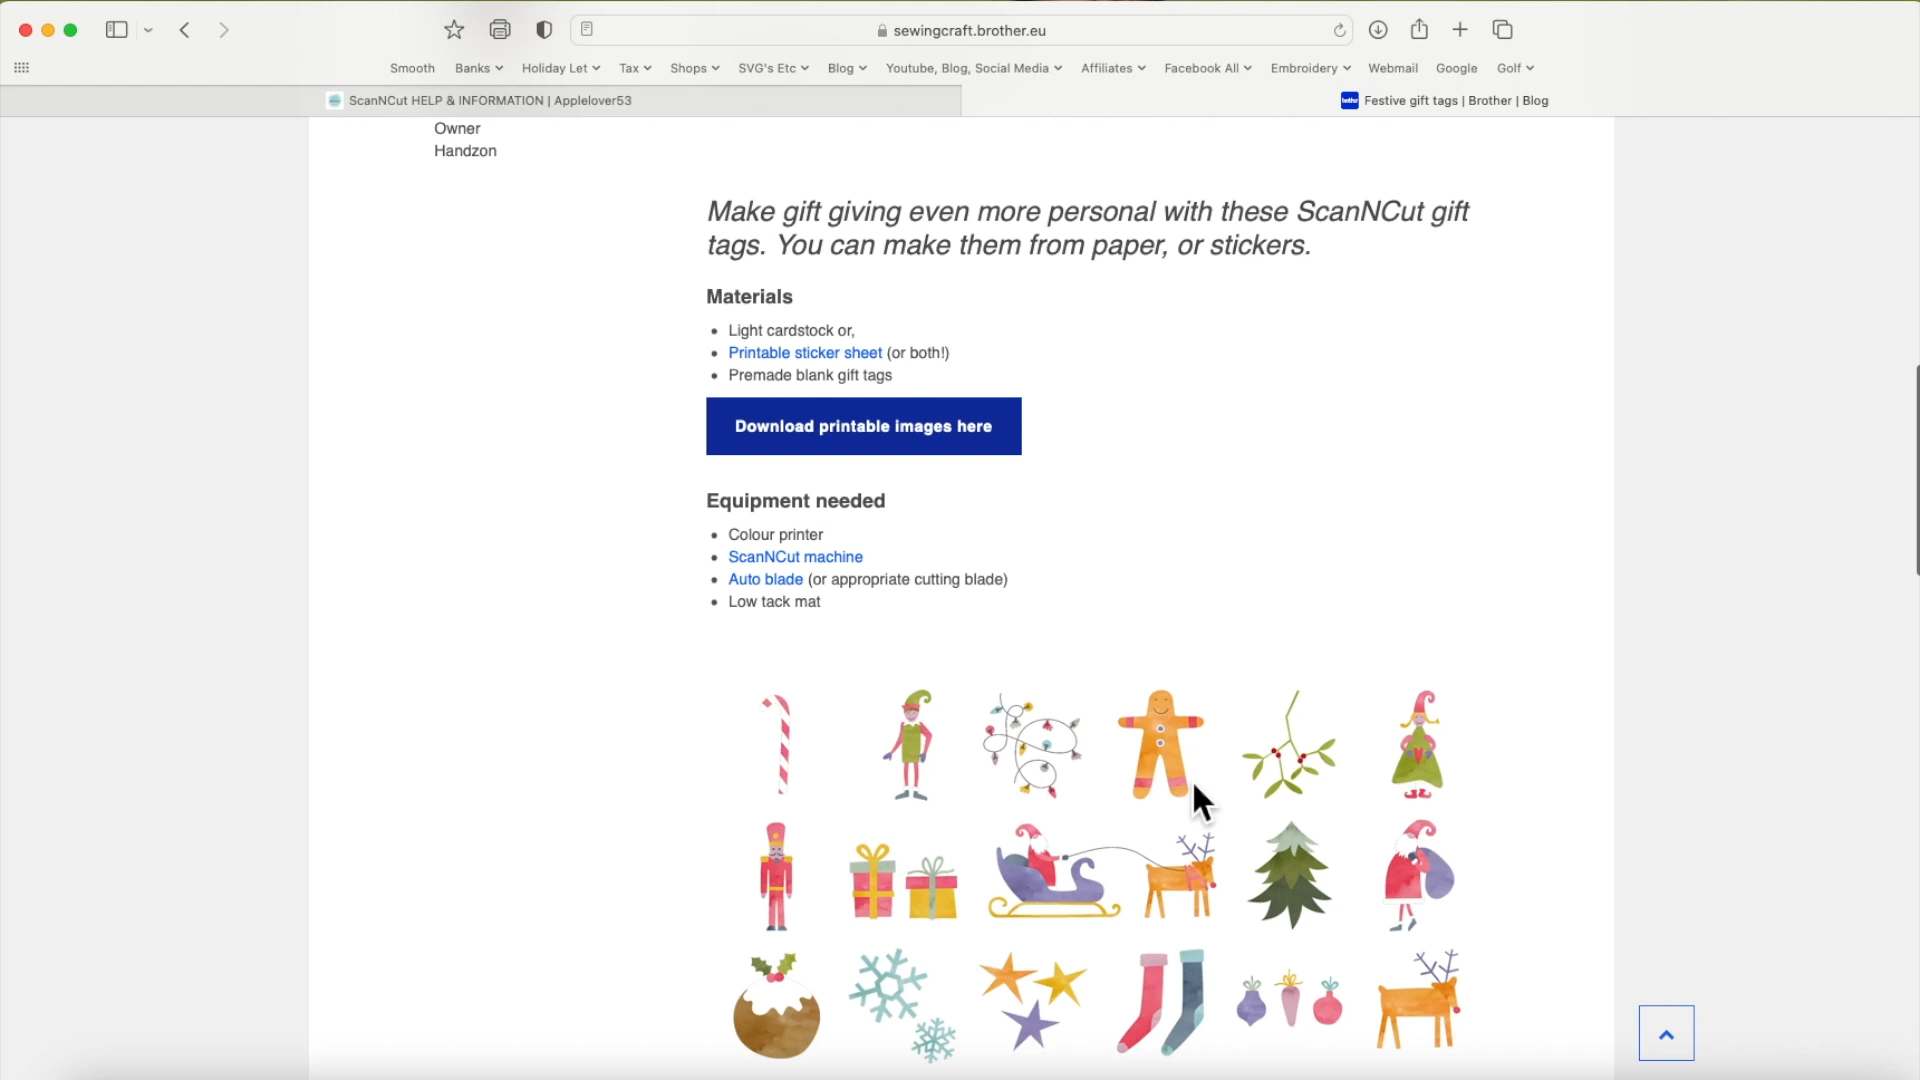 sewingcraft.brother.eu
Smooth Banks Holiday Let Tax Shops SVG's Etc Blog Youtube, Blog, Social Media Affiliates Facebook All Embroidery Webmail Google Golf
ScanNCut HELP & INFORMATION | Applelover53
brother Festive gift tags | Brother | Blog
Owner
Handzon
Make gift giving even more personal with these ScanNCut gift
tags. You can make them from paper, or stickers.
Materials
Light cardstock or,
Printable sticker sheet (or both!)
Premade blank gift tags
Download printable images here
Equipment needed
Colour printer
ScanNCut machine
Auto blade (or appropriate cutting blade)
Low tack mat